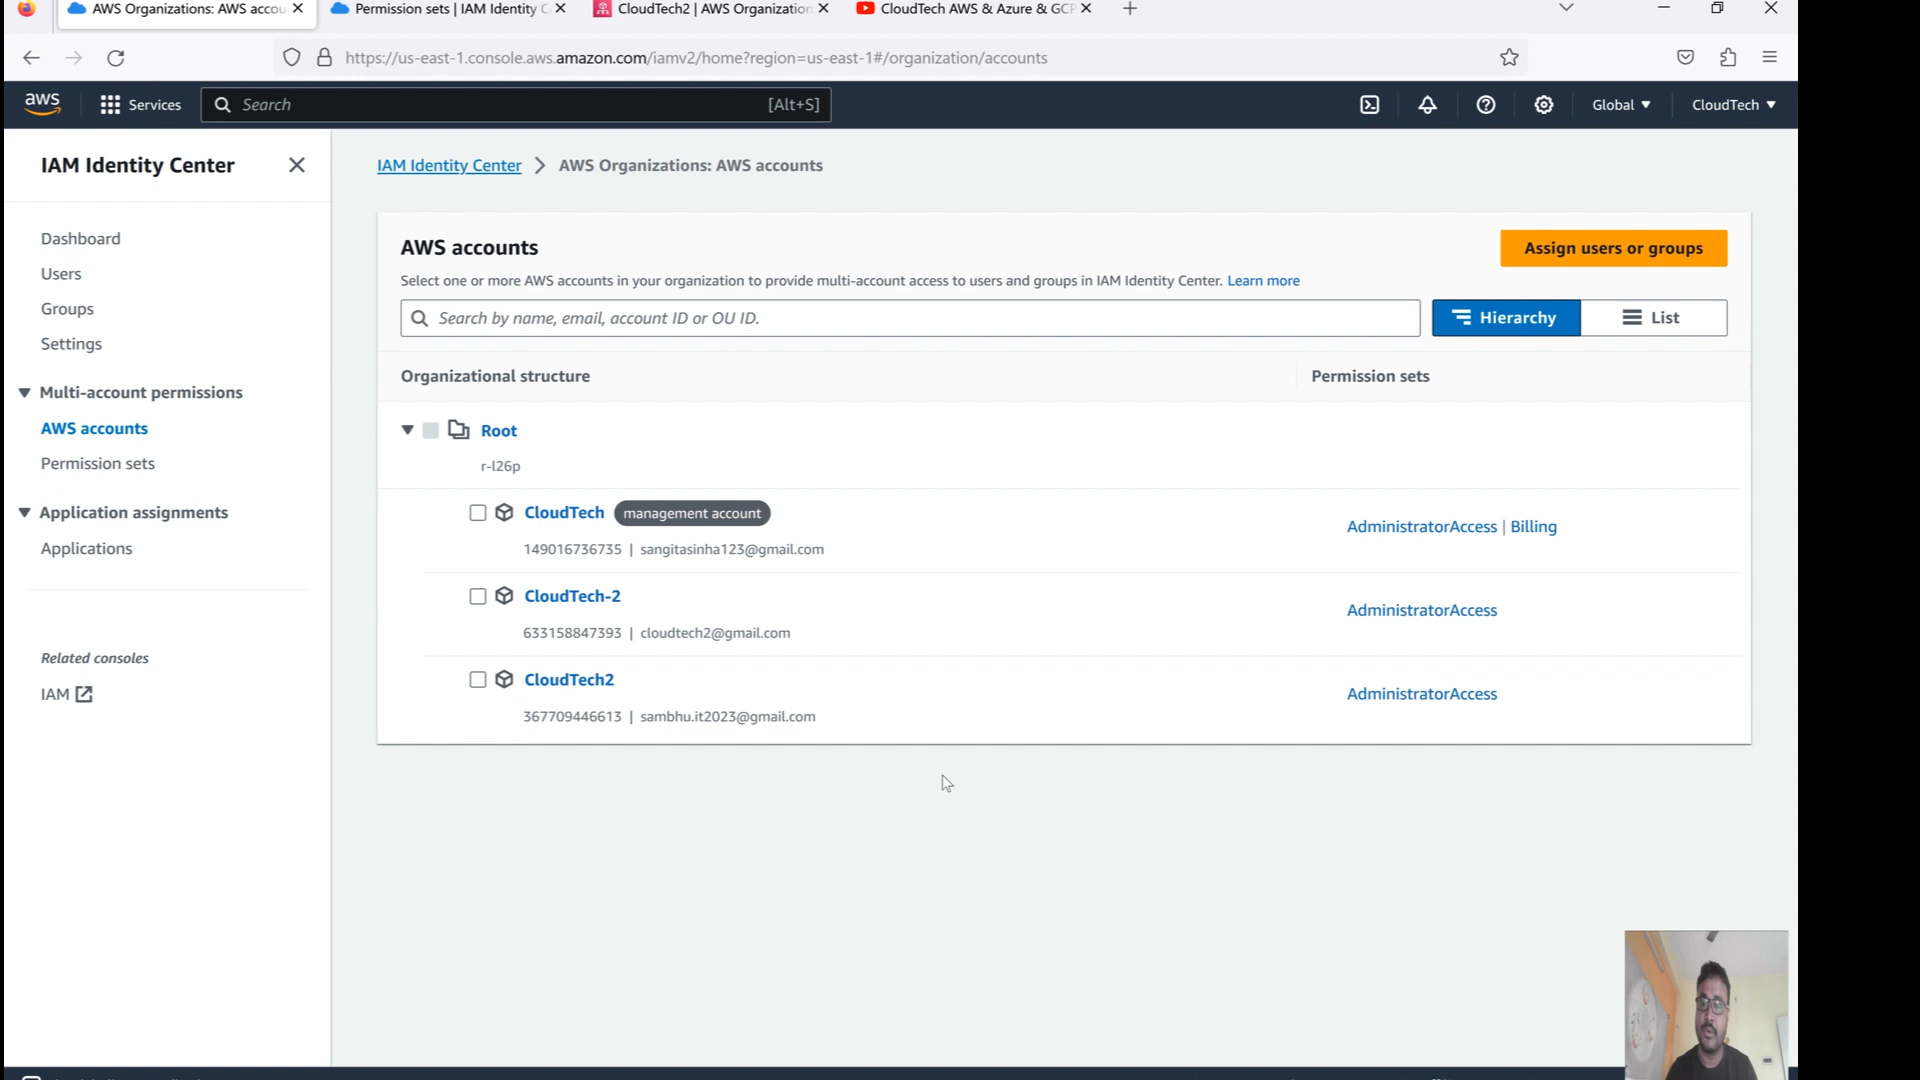 AWS Organizations: AWS accou
Permission sets | IAM Identity C
CloudTech2 | AWS Organization
CloudTech AWS & Azure & GCP
https://us-east-1.console.aws.amazon.com/iamv2/home?region=us-east-1#/organization/accounts
aws
Services
Search
[Alt+S]
Global
CloudTech
IAM Identity Center
Dashboard
Users
Groups
Settings
Multi-account permissions
AWS accounts
Permission sets
Application assignments
Applications
Related consoles
IAM
IAM Identity Center
AWS Organizations: AWS accounts
AWS accounts
Assign users or groups
Select one or more AWS accounts in your organization to provide multi-account access to users and groups in IAM Identity Center. Learn more
Search by name, email, account ID or OU ID.
Hierarchy
List
Organizational structure
Permission sets
Root
r-l26p
CloudTech management account
149016736735 | sangitasinha123@gmail.com
AdministratorAccess | Billing
CloudTech-2
633158847393 | cloudtech2@gmail.com
AdministratorAccess
CloudTech2
367709446613 | sambhu.it2023@gmail.com
AdministratorAccess